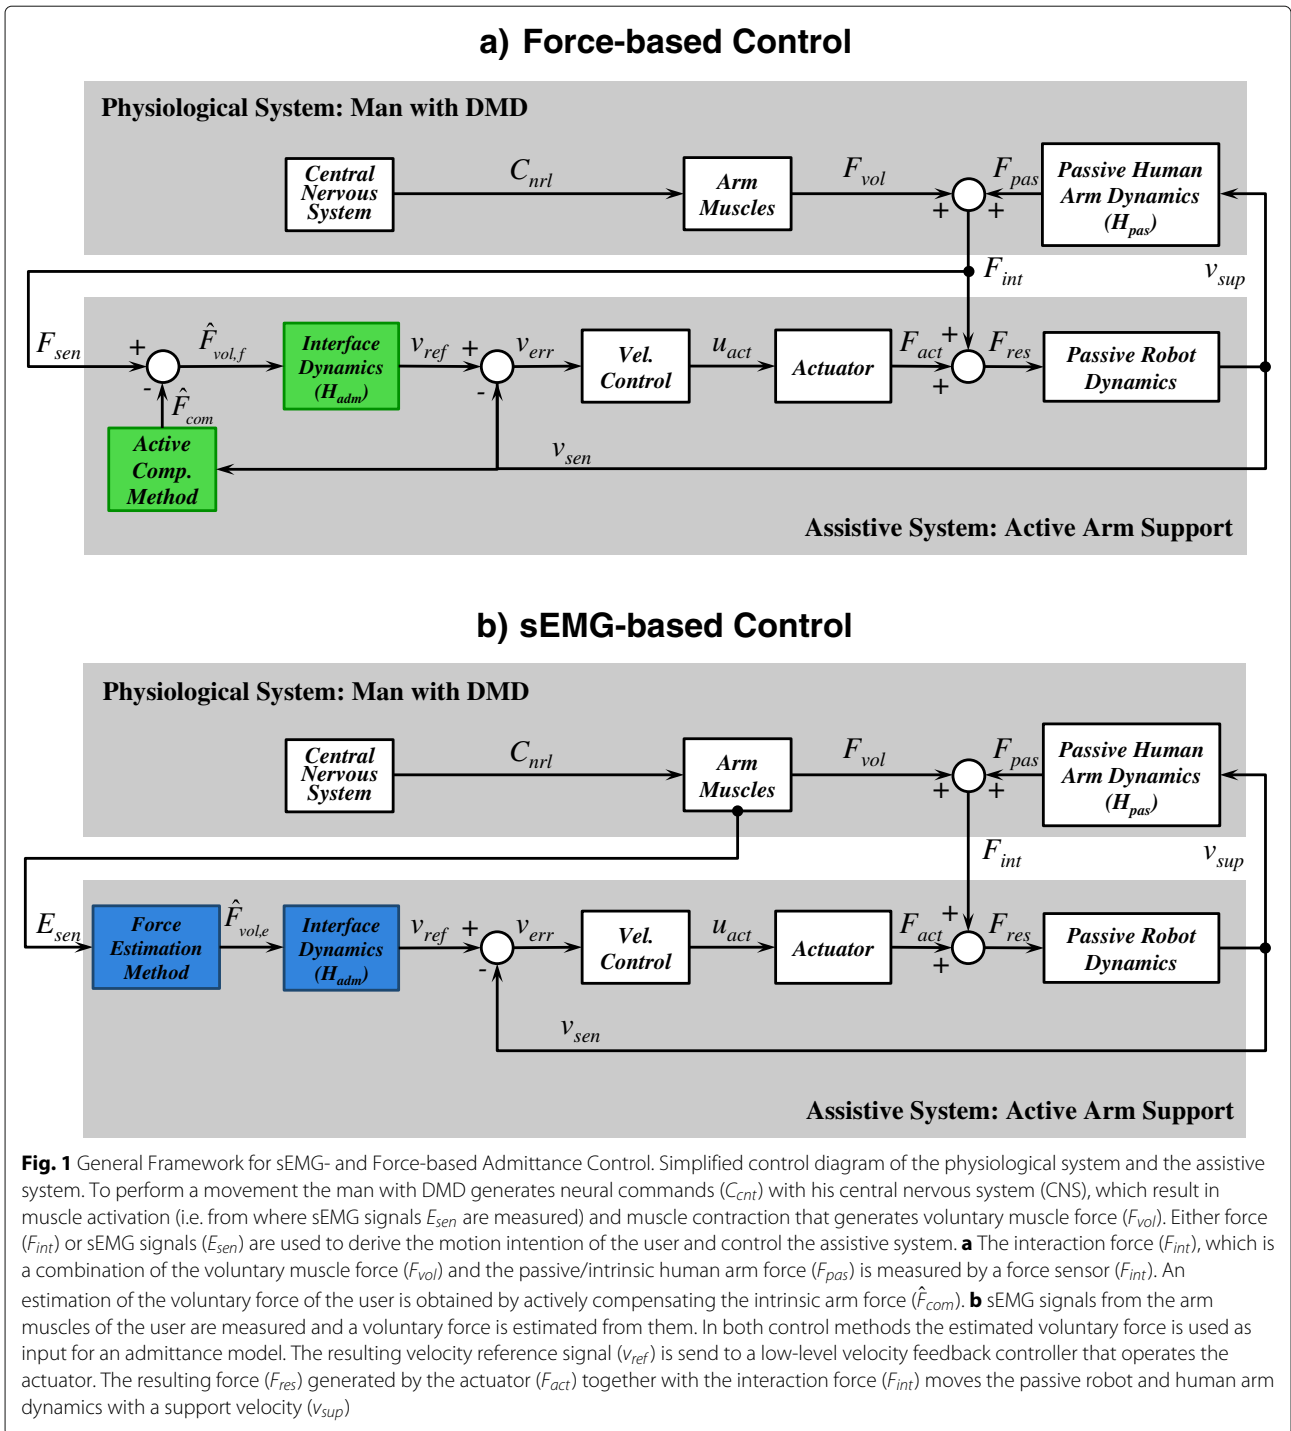 a) Force-based Control
Physiological System: Man with DMD
Central
Nervous
System
C_nrl
Arm
Muscles
F_vol
+
F_pas
+
Passive Human
Arm Dynamics
(H_pas)
F_int
v_sup
F_sen
+
-
F̂_vol,f
F̂_com
Active
Comp.
Method
Interface
Dynamics
(H_adm)
v_ref
+
-
v_err
Vel.
Control
u_act
Actuator
F_act
+
+
F_res
Passive Robot
Dynamics
v_sen
Assistive System: Active Arm Support
b) sEMG-based Control
Physiological System: Man with DMD
Central
Nervous
System
C_nrl
Arm
Muscles
F_vol
+
F_pas
+
Passive Human
Arm Dynamics
(H_pas)
F_int
v_sup
E_sen
Force
Estimation
Method
F̂_vol,e
Interface
Dynamics
(H_adm)
v_ref
+
-
v_err
Vel.
Control
u_act
Actuator
F_act
+
+
F_res
Passive Robot
Dynamics
v_sen
Assistive System: Active Arm Support
Fig. 1 General Framework for sEMG- and Force-based Admittance Control. Simplified control diagram of the physiological system and the assistive
system. To perform a movement the man with DMD generates neural commands (C_cnt) with his central nervous system (CNS), which result in
muscle activation (i.e. from where sEMG signals E_sen are measured) and muscle contraction that generates voluntary muscle force (F_vol). Either force
(F_int) or sEMG signals (E_sen) are used to derive the motion intention of the user and control the assistive system. a The interaction force (F_int), which is
a combination of the voluntary muscle force (F_vol) and the passive/intrinsic human arm force (F_pas) is measured by a force sensor (F_int). An
estimation of the voluntary force of the user is obtained by actively compensating the intrinsic arm force (F̂_com). b sEMG signals from the arm
muscles of the user are measured and a voluntary force is estimated from them. In both control methods the estimated voluntary force is used as
input for an admittance model. The resulting velocity reference signal (v_ref) is send to a low-level velocity feedback controller that operates the
actuator. The resulting force (F_res) generated by the actuator (F_act) together with the interaction force (F_int) moves the passive robot and human arm
dynamics with a support velocity (v_sup)